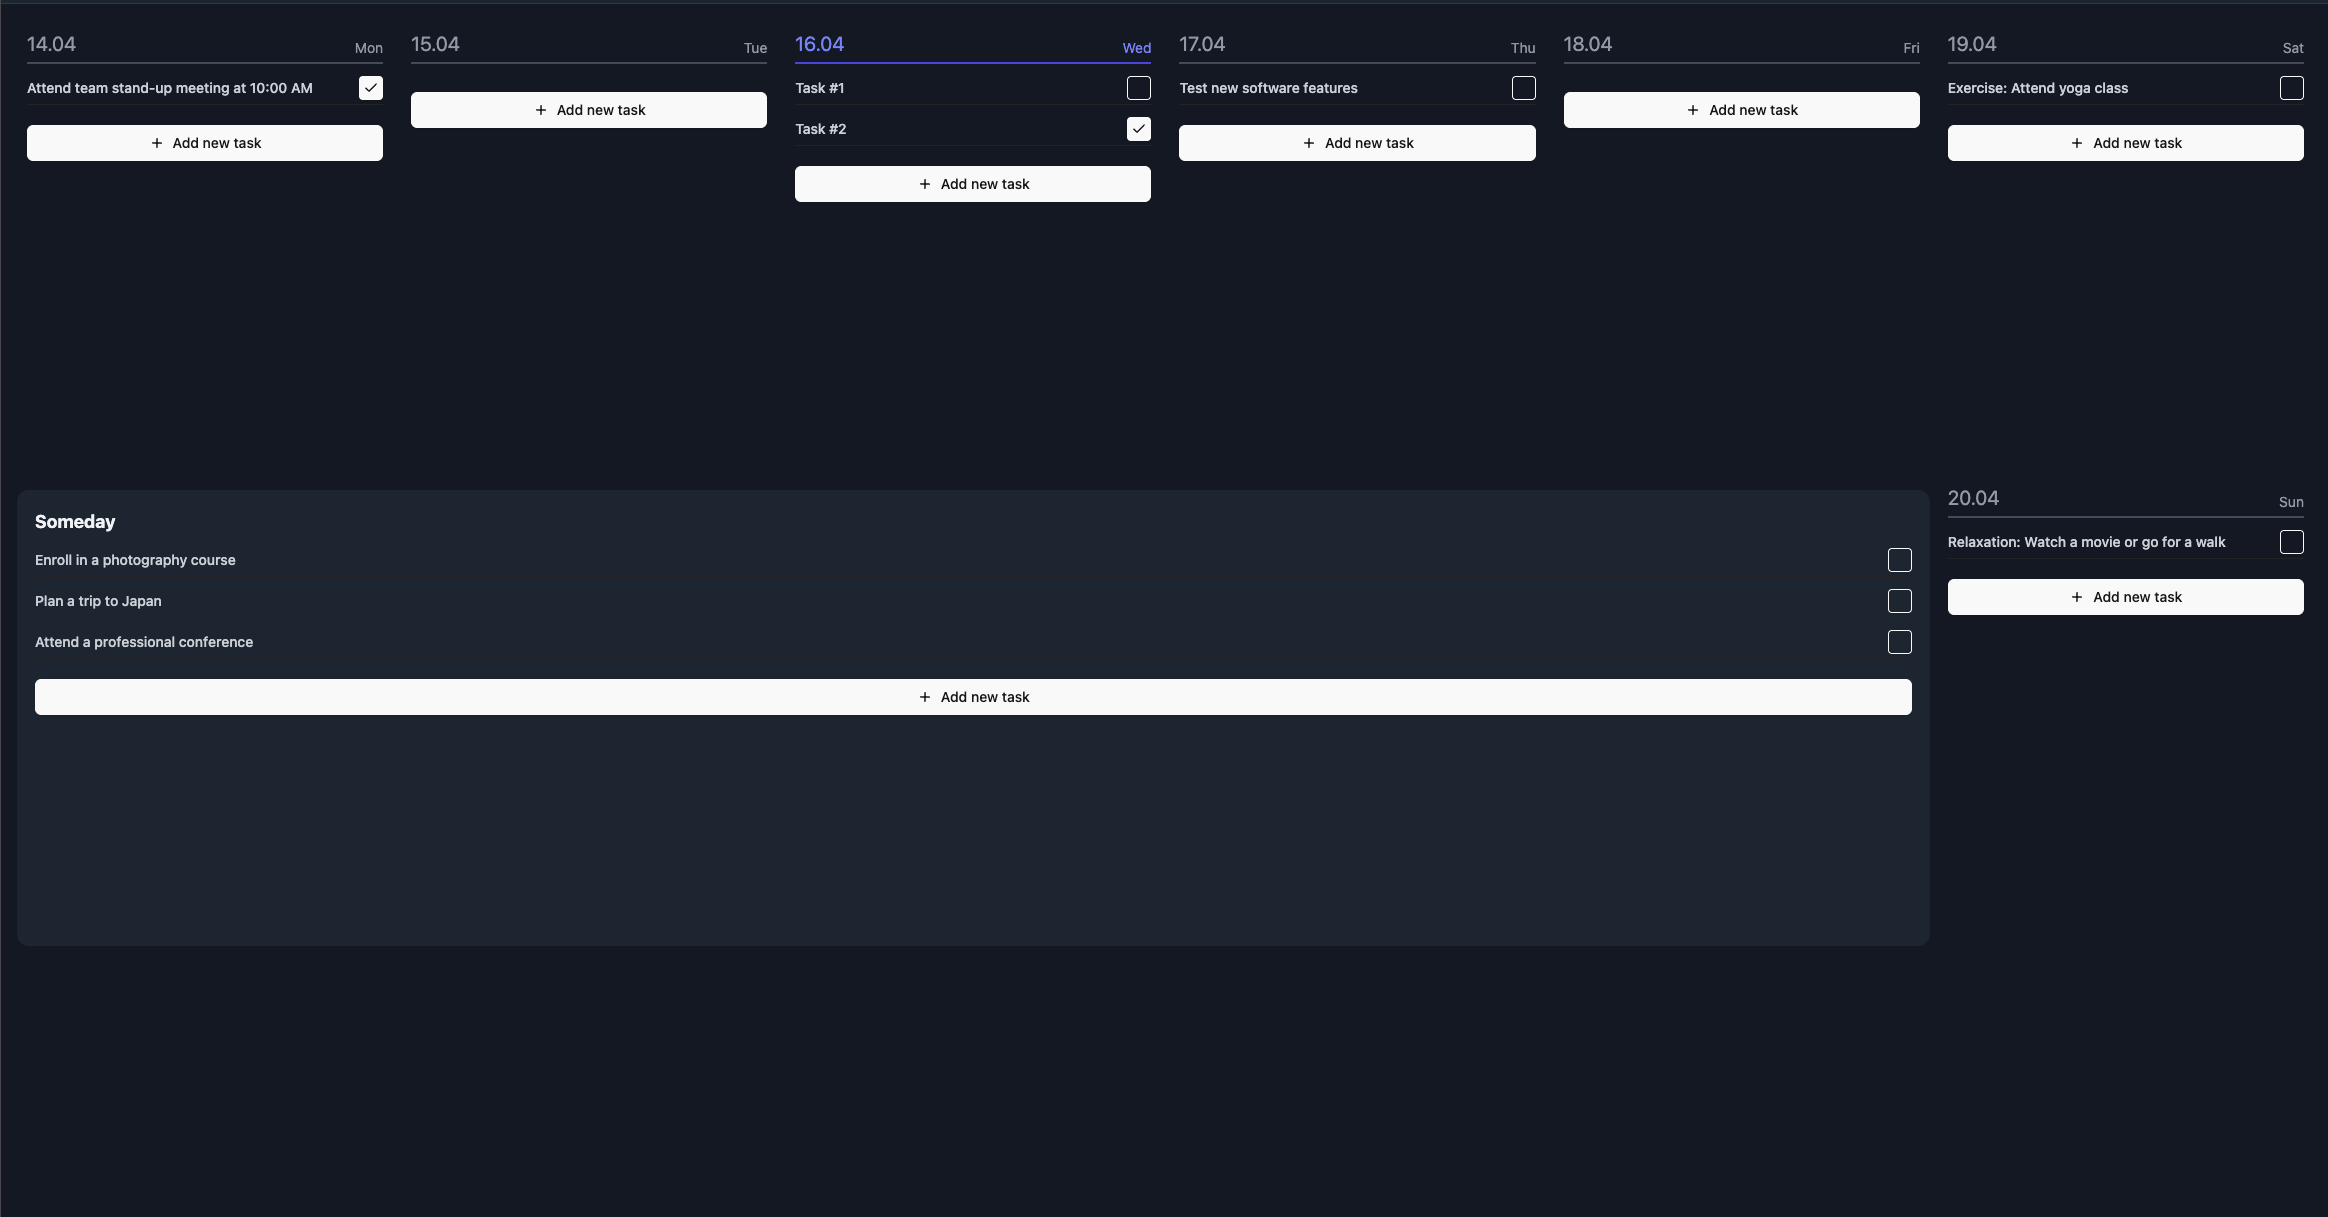 14.04 Mon
Attend team stand-up meeting at 10:00 AM
Add new task
15.04 Tue
Add new task
16.04 Wed
Task #1
Task #2
Add new task
17.04 Thu
Test new software features
Add new task
18.04 Fri
Add new task
19.04 Sat
Exercise: Attend yoga class
Add new task
Someday
Enroll in a photography course
Plan a trip to Japan
Attend a professional conference
Add new task
20.04 Sun
Relaxation: Watch a movie or go for a walk
Add new task